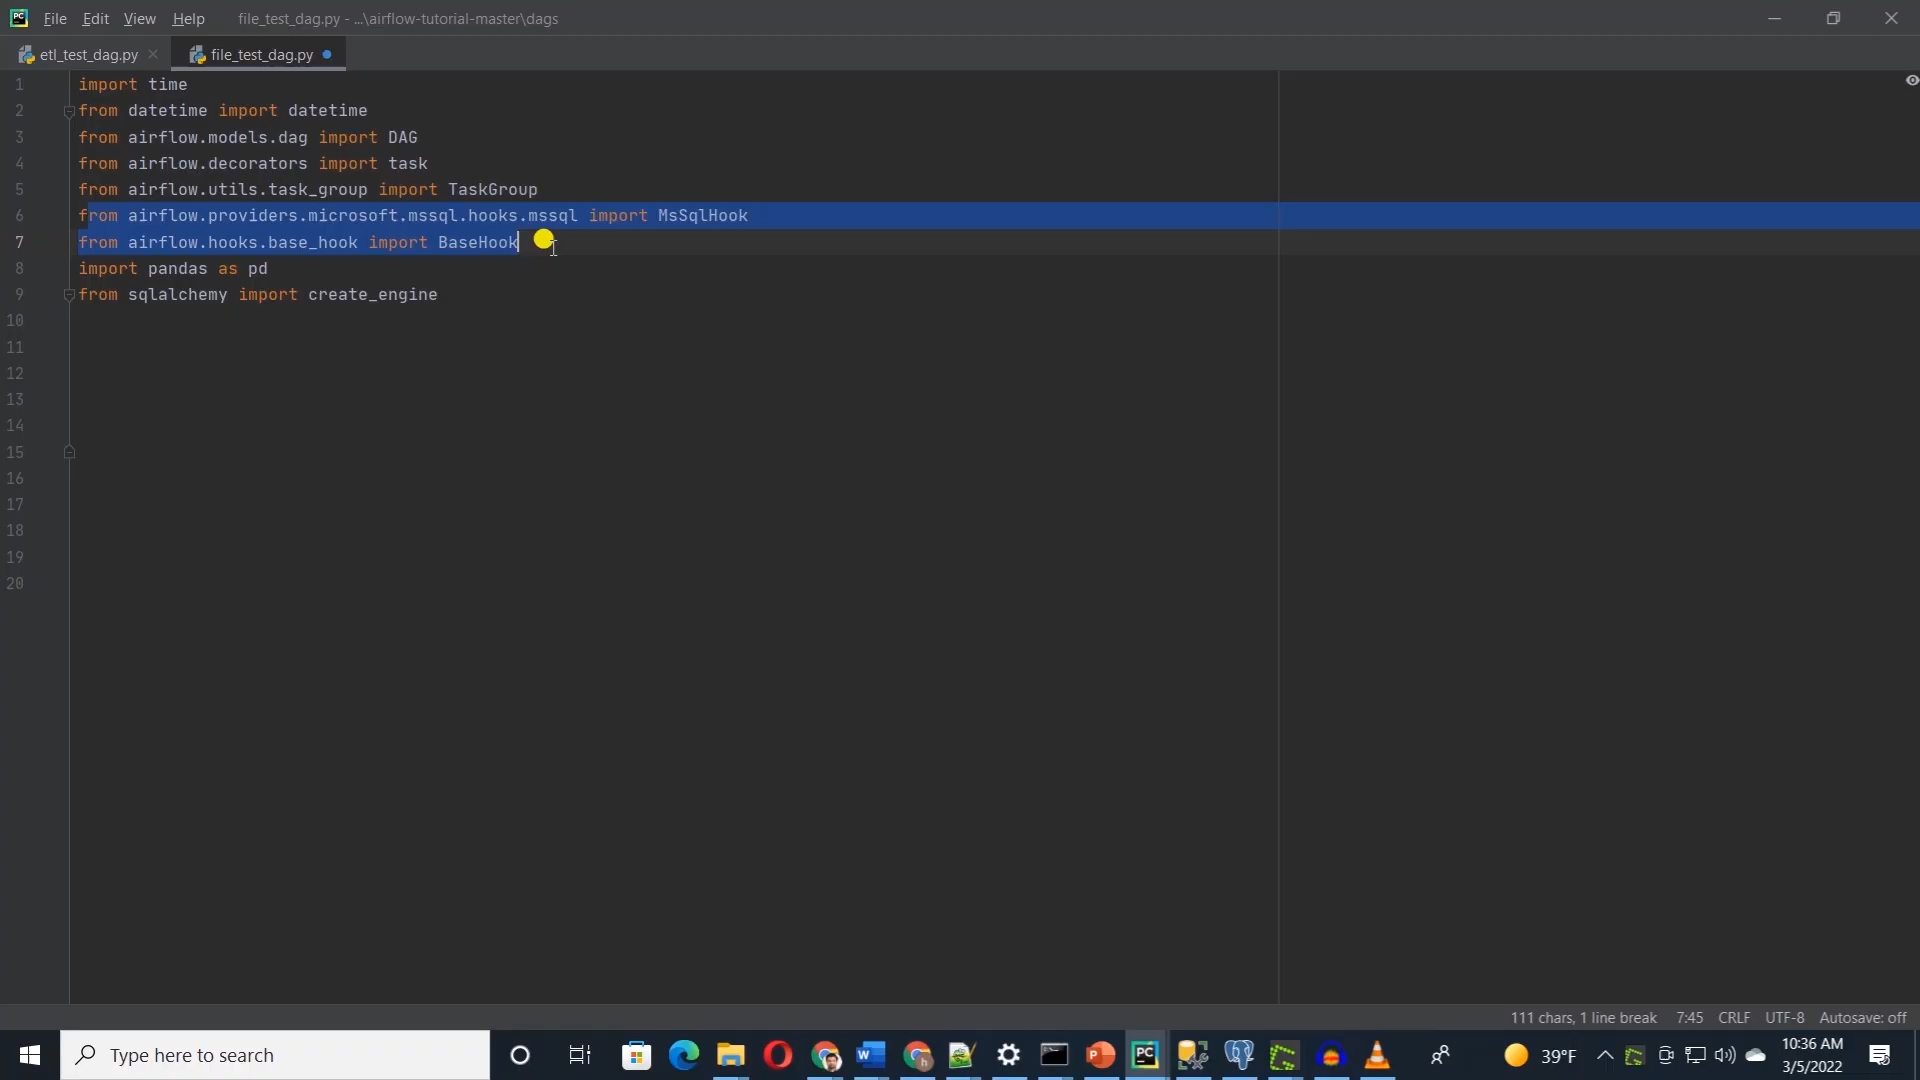 PC File Edit View Help file_test_dag.py - ...\airflow-tutorial-master\dags
etl_test_dag.py file_test_dag.py
1 import time
2 from datetime import datetime
3 from airflow.models.dag import DAG
4 from airflow.decorators import task
5 from airflow.utils.task_group import TaskGroup
6 from airflow.providers.microsoft.mssql.hooks.mssql import MsSqlHook
7 from airflow.hooks.base_hook import BaseHook
8 import pandas as pd
9 from sqlalchemy import create_engine
10
11
12
13
14
15
16
17
18
19
20
111 chars, 1 line break 7:45 CRLF UTF-8 Autosave: off
Type here to search
39°F
10:36 AM
3/5/2022